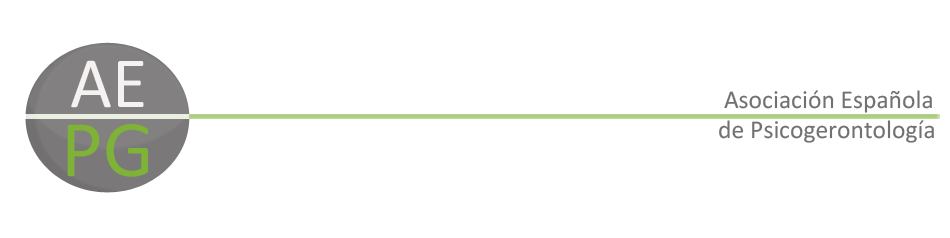 AE
PG
Asociación Española
de Psicogerontología